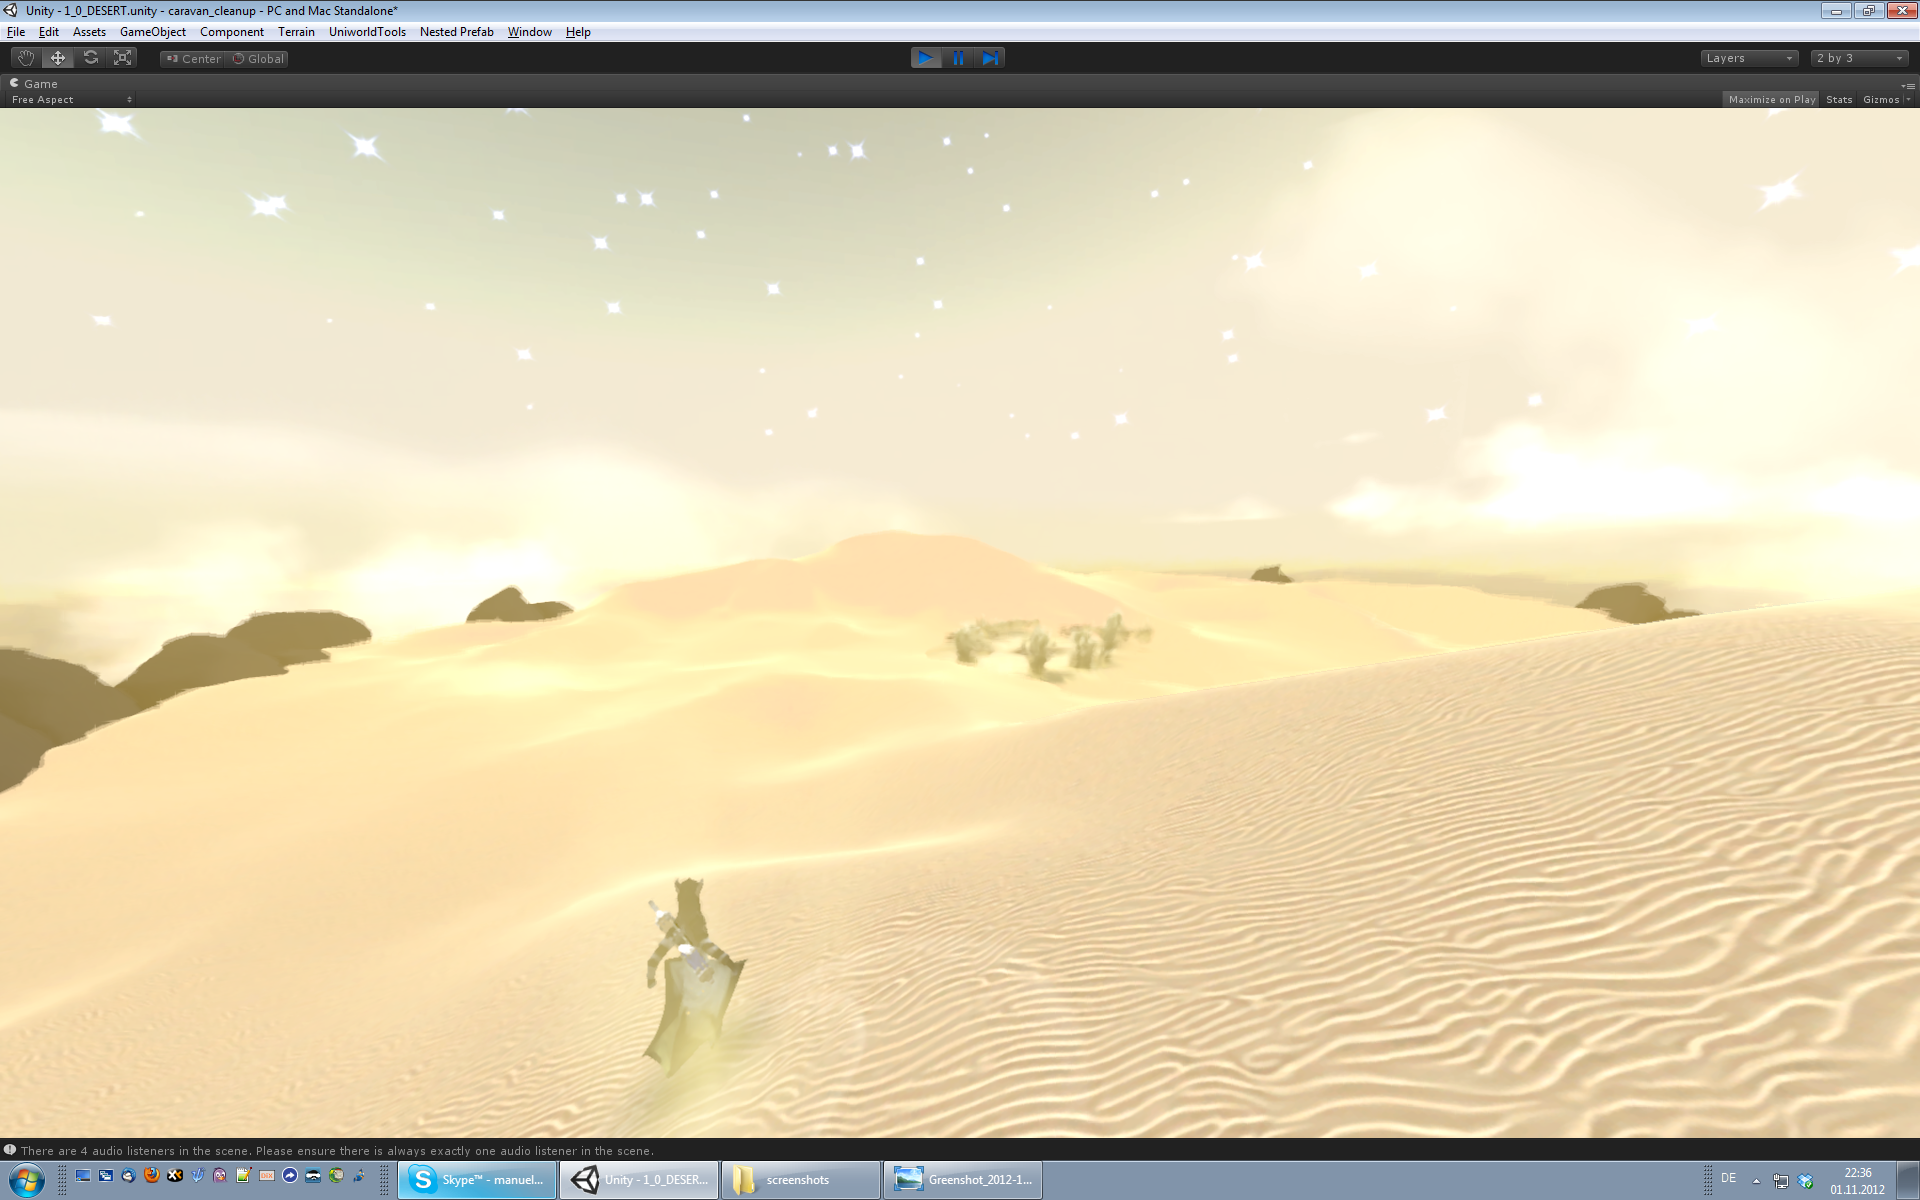 Unity - 1_0_DESERT.unity - caravan_cleanup - PC and Mac Standalone*
File Edit Assets GameObject Component Terrain UniworldTools Nested Prefab Window Help
Center Global Layers 2 by 3
Game
Free Aspect Maximize on Play Stats Gizmos
There are 4 audio listeners in the scene. Please ensure there is always exactly one audio listener in the scene.
Skype™ - manuel... Unity - 1_0_DESER... screenshots Greenshot_2012-1... DE 22:36
01.11.2012